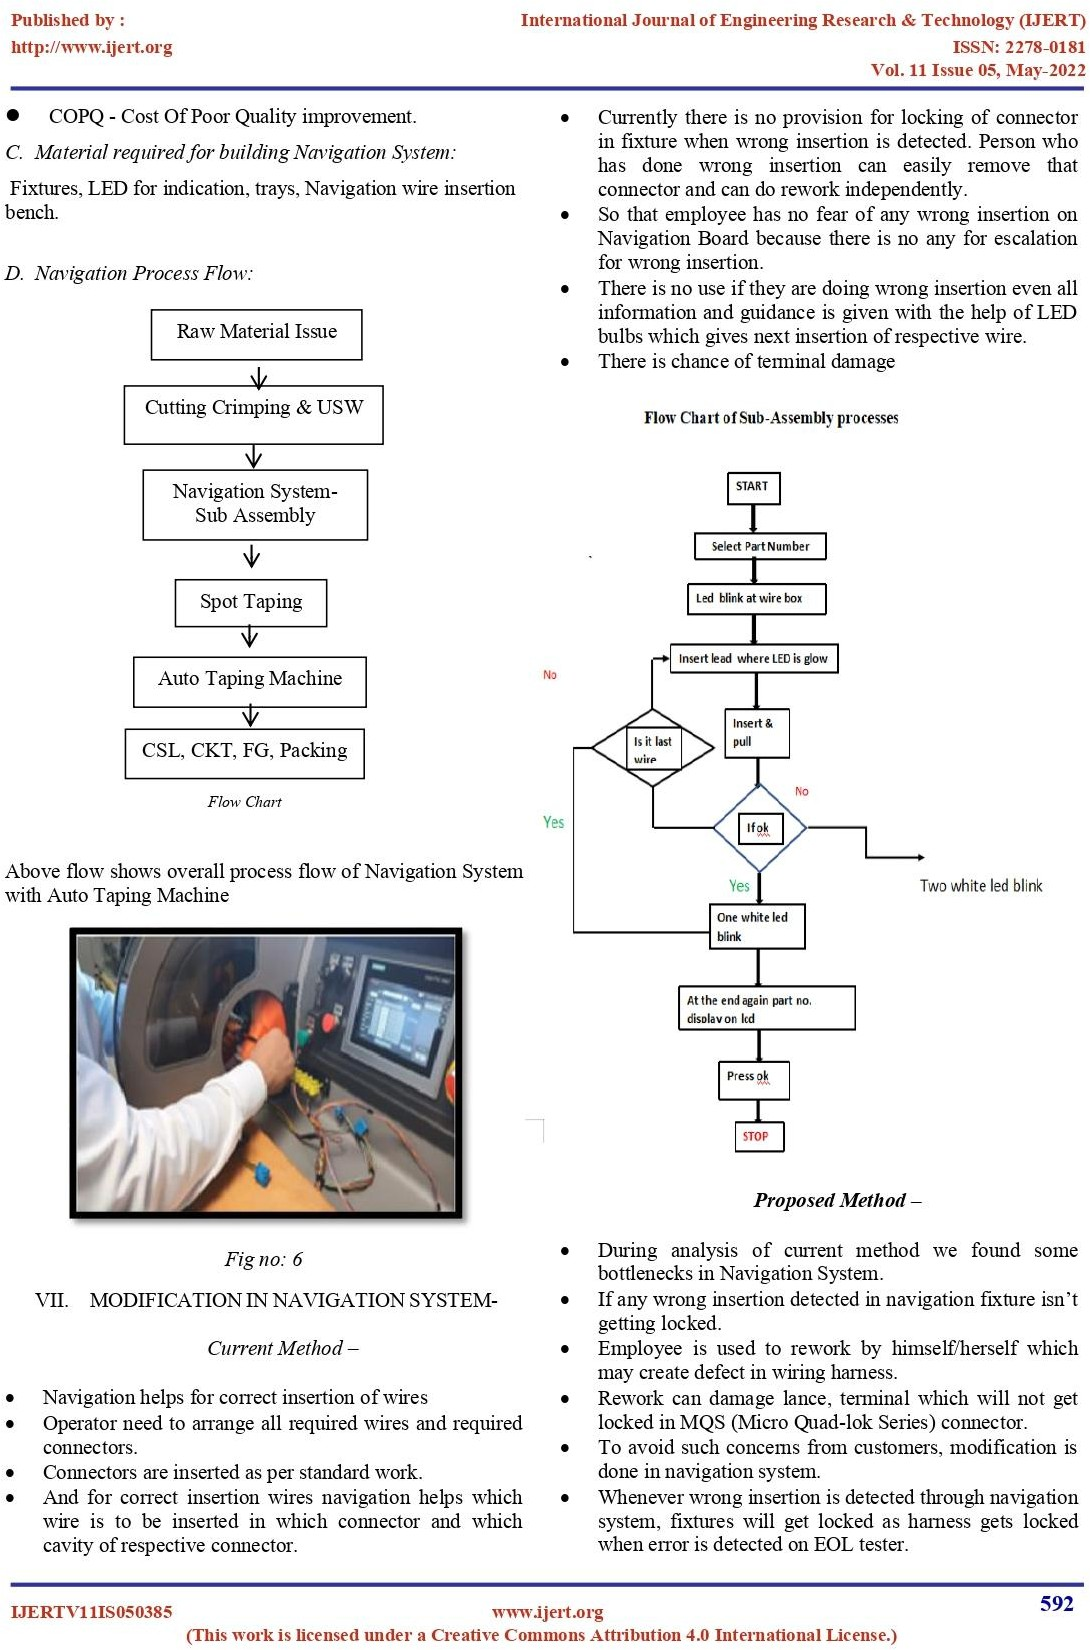 Published by :
http://www.ijert.org
International Journal of Engineering Research & Technology (IJERT)
ISSN: 2278-0181
Vol. 11 Issue 05, May-2022
● COPQ - Cost Of Poor Quality improvement.
C. Material required for building Navigation System:
Fixtures, LED for indication, trays, Navigation wire insertion
bench.
D. Navigation Process Flow:
Raw Material Issue
Cutting Crimping & USW
Navigation System-
Sub Assembly
Spot Taping
Auto Taping Machine
CSL, CKT, FG, Packing
Flow Chart
Above flow shows overall process flow of Navigation System
with Auto Taping Machine
Fig no: 6
VII. MODIFICATION IN NAVIGATION SYSTEM-
Current Method –
• Navigation helps for correct insertion of wires
• Operator need to arrange all required wires and required
connectors.
• Connectors are inserted as per standard work.
• And for correct insertion wires navigation helps which
wire is to be inserted in which connector and which
cavity of respective connector.
• Currently there is no provision for locking of connector
in fixture when wrong insertion is detected. Person who
has done wrong insertion can easily remove that
connector and can do rework independently.
• So that employee has no fear of any wrong insertion on
Navigation Board because there is no any for escalation
for wrong insertion.
• There is no use if they are doing wrong insertion even all
information and guidance is given with the help of LED
bulbs which gives next insertion of respective wire.
• There is chance of terminal damage
Flow Chart of Sub-Assembly processes
START
Select Part Number
Led blink at wire box
Insert lead where LED is glow
No
Insert &
pull
Is it last
wire
No
Yes
If ok
Two white led blink
Yes
One white led
blink
At the end again part no.
display on lcd
Press ok
STOP
Proposed Method –
• During analysis of current method we found some
bottlenecks in Navigation System.
• If any wrong insertion detected in navigation fixture isn’t
getting locked.
• Employee is used to rework by himself/herself which
may create defect in wiring harness.
• Rework can damage lance, terminal which will not get
locked in MQS (Micro Quad-lok Series) connector.
• To avoid such concerns from customers, modification is
done in navigation system.
• Whenever wrong insertion is detected through navigation
system, fixtures will get locked as harness gets locked
when error is detected on EOL tester.
IJERTV11IS050385
www.ijert.org
592
(This work is licensed under a Creative Commons Attribution 4.0 International License.)